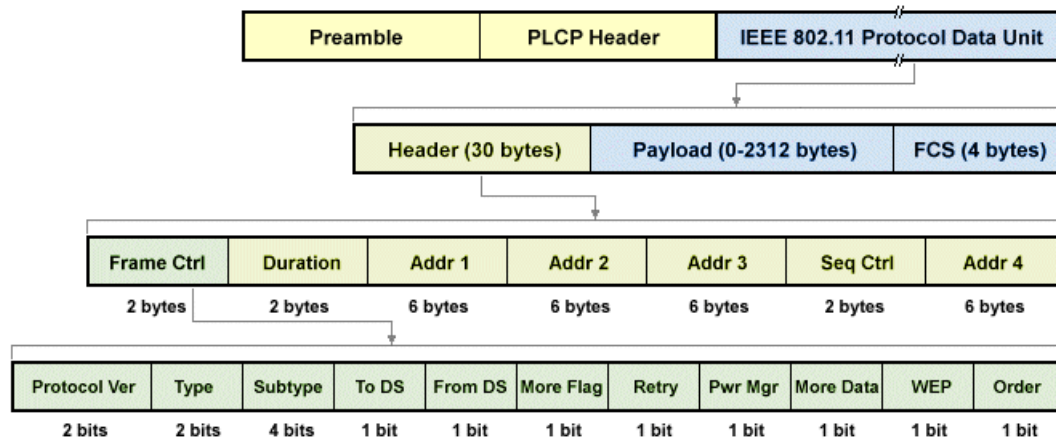 Preamble PLCP Header IEEE 802.11 Protocol Data Unit
Header (30 bytes) Payload (0-2312 bytes) FCS (4 bytes)
Frame Ctrl Duration Addr 1 Addr 2 Addr 3 Seq Ctrl Addr 4
2 bytes 2 bytes 6 bytes 6 bytes 6 bytes 2 bytes 6 bytes
Protocol Ver Type Subtype To DS From DS More Flag Retry Pwr Mgr More Data WEP Order
2 bits 2 bits 4 bits 1 bit 1 bit 1 bit 1 bit 1 bit 1 bit 1 bit 1 bit